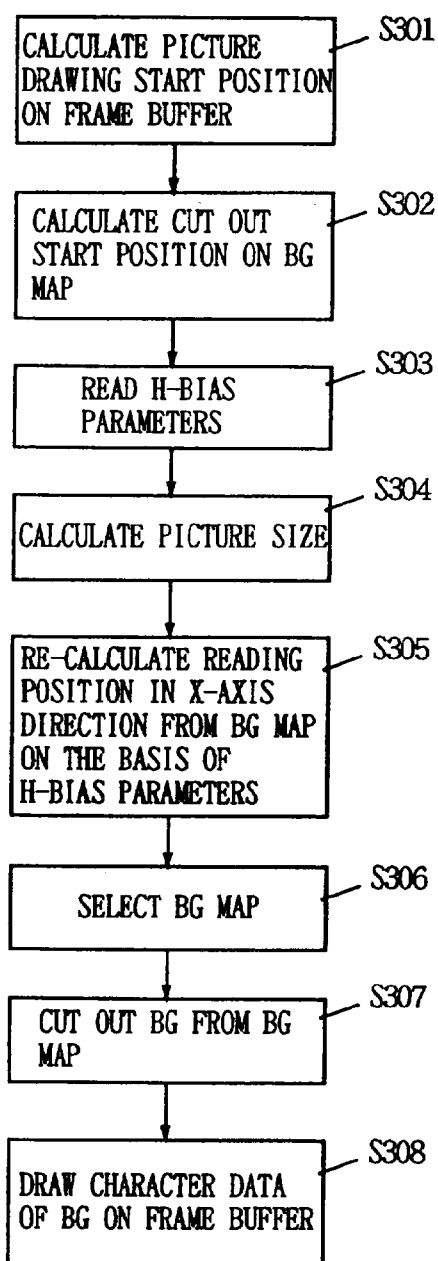 S301
CALCULATE PICTURE
DRAWING START POSITION
ON FRAME BUFFER
S302
CALCULATE CUT OUT
START POSITION ON BG
MAP
S303
READ H-BIAS
PARAMETERS
S304
CALCULATE PICTURE SIZE
S305
RE-CALCULATE READING
POSITION IN X-AXIS
DIRECTION FROM BG MAP
ON THE BASIS OF
H-BIAS PARAMETERS
S306
SELECT BG MAP
S307
CUT OUT BG FROM BG
MAP
S308
DRAW CHARACTER DATA
OF BG ON FRAME BUFFER